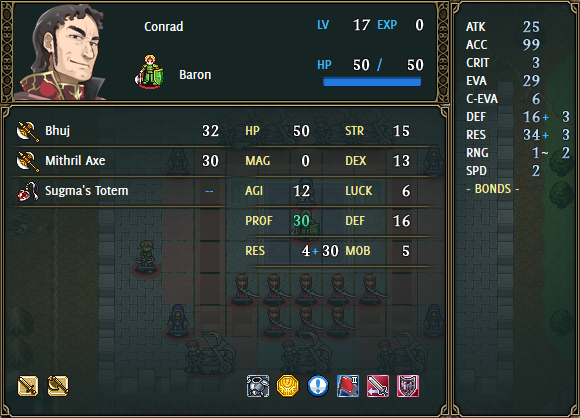 Conrad
LV 17 EXP 0
Baron
HP 50 / 50
Bhuj 32
Mithril Axe 30
Sugma's Totem --
HP 50 STR 15
MAG 0 DEX 13
AGI 12 LUCK 6
PROF 30 DEF 16
RES 4+30 MOB 5
ATK 25
ACC 99
CRIT 3
EVA 29
C-EVA 6
DEF 16+ 3
RES 34+ 3
RNG 1~ 2
SPD 2
- BONDS -
II